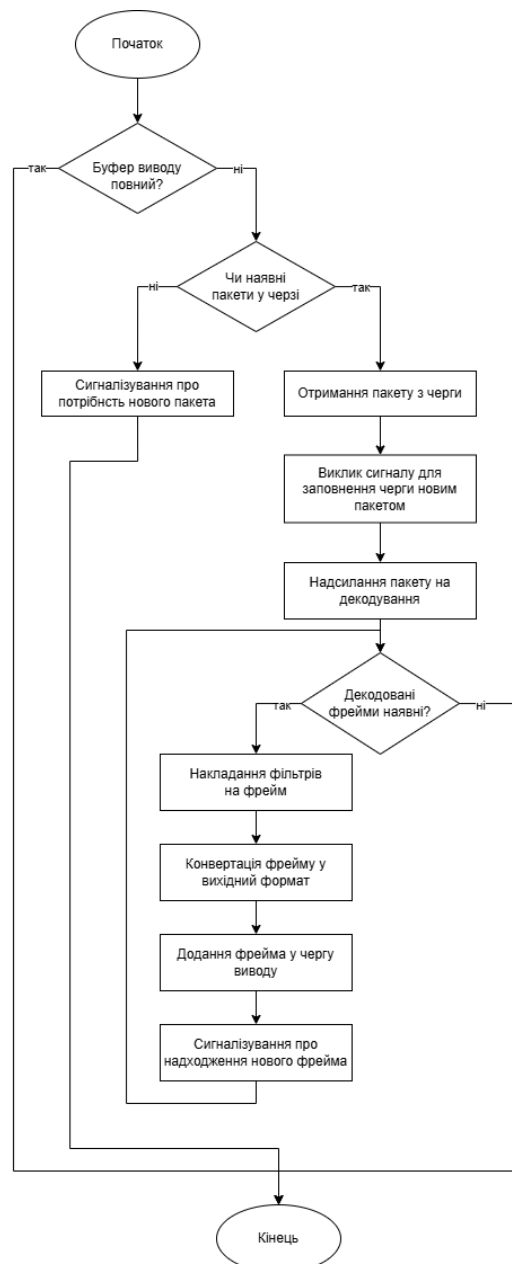 Початок
Буфер виводу
повний?
так
ні
Чи наявні
пакети у черзі
ні
так
Сигналізування про
потрібнсть нового пакета
Отримання пакету з черги
Виклик сигналу для
заповнення черги новим
пакетом
Надсилання пакету на
декодування
Декодовані
фрейми наявні?
так
ні
Накладання фільтрів
на фрейм
Конвертація фрейму у
вихідний формат
Додання фрейма у чергу
виводу
Сигналізування про
надходження нового фрейма
Кінець